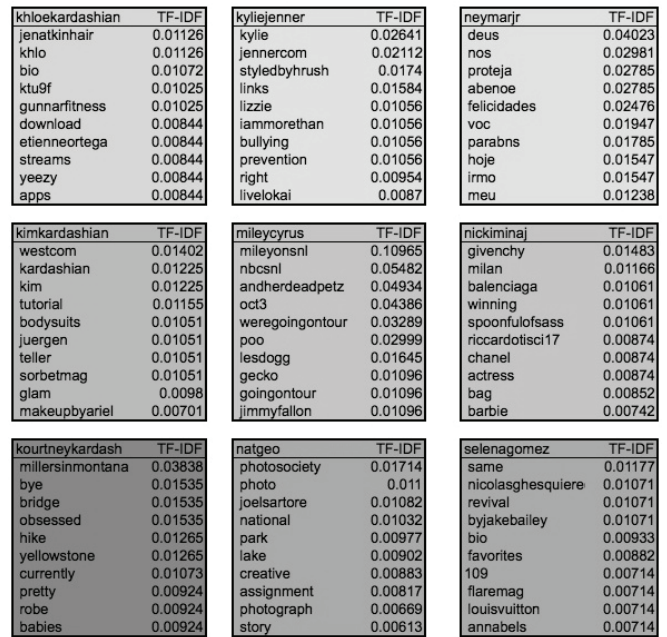 khloekardashian TF-IDF
jenatkinhair 0.01126
khlo 0.01126
bio 0.01072
ktu9f 0.01025
gunnarfitness 0.01025
download 0.00844
etienneortega 0.00844
streams 0.00844
yeezy 0.00844
apps 0.00844
kyliejenner TF-IDF
kylie 0.02641
jennercom 0.02112
styledbyhrush 0.0174
links 0.01584
lizzie 0.01056
iammorethan 0.01056
bullying 0.01056
prevention 0.01056
right 0.00954
livelokai 0.0087
neymarjr TF-IDF
deus 0.04023
nos 0.02981
proteja 0.02785
abenoe 0.02785
felicidades 0.02476
voc 0.01947
parabns 0.01785
hoje 0.01547
irmo 0.01547
meu 0.01238
kimkardashian TF-IDF
westcom 0.01402
kardashian 0.01225
kim 0.01225
tutorial 0.01155
bodysuits 0.01051
juergen 0.01051
teller 0.01051
sorbetmag 0.01051
glam 0.0098
makeupbyariel 0.00701
mileycyrus TF-IDF
mileyonsnl 0.10965
nbcsnl 0.05482
andherdeadpetz 0.04934
oct3 0.04386
weregoingontour 0.03289
poo 0.02999
lesdogg 0.01645
gecko 0.01096
goingontour 0.01096
jimmyfallon 0.01096
nickiminaj TF-IDF
givenchy 0.01483
milan 0.01166
balenciaga 0.01061
winning 0.01061
spoonfulofsass 0.01061
riccardotisci17 0.00874
chanel 0.00874
actress 0.00874
bag 0.00852
barbie 0.00742
kourtneykardash TF-IDF
millersinmontana 0.03838
bye 0.01535
bridge 0.01535
obsessed 0.01535
hike 0.01265
yellowstone 0.01265
currently 0.01073
pretty 0.00924
robe 0.00924
babies 0.00924
natgeo TF-IDF
photosociety 0.01714
photo 0.011
joelsartore 0.01082
national 0.01032
park 0.00977
lake 0.00902
creative 0.00883
assignment 0.00817
photograph 0.00669
story 0.00613
selenagomez TF-IDF
same 0.01177
nicolasghesquiere 0.01071
revival 0.01071
byjakebailey 0.01071
bio 0.00933
favorites 0.00882
109 0.00714
flaremag 0.00714
louisvuitton 0.00714
annabels 0.00714